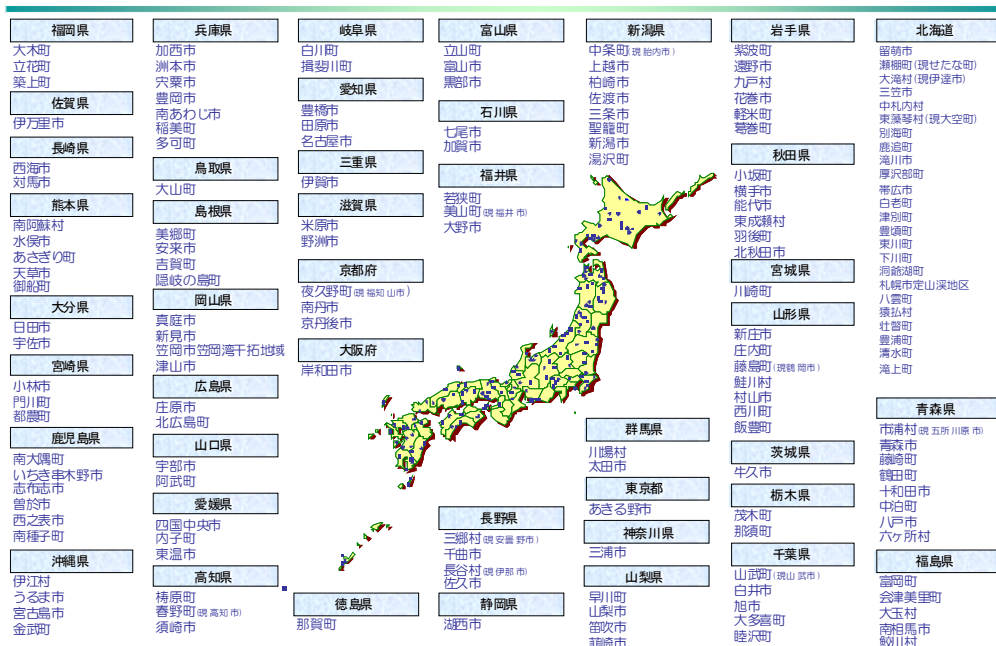 福岡県
大木町
立花町
築上町
佐賀県
伊万里市
長崎県
西海市
対馬市
熊本県
南阿蘇村
水俣市
あさぎり町
天草市
御船町
大分県
日田市
宇佐市
宮崎県
小林市
門川町
都農町
鹿児島県
南大隅町
いちき串木野市
志布志市
曽於市
西之表市
南種子町
沖縄県
伊江村
うるま市
宮古島市
金武町
兵庫県
加西市
洲本市
宍粟市
豊岡市
南あわじ市
稲美町
多可町
鳥取県
大山町
島根県
美郷町
安来市
吉賀町
隠岐の島町
岡山県
真庭市
新見市
笠岡市笠岡湾干拓地域
津山市
広島県
庄原市
北広島町
山口県
宇部市
阿武町
愛媛県
四国中央市
内子町
東温市
高知県
梼原町
春野町(現 高知 市)
須崎市
岐阜県
白川町
揖斐川町
愛知県
豊橋市
田原市
名古屋市
三重県
伊賀市
滋賀県
米原市
野洲市
京都府
夜久野町(現 福知 山市)
南丹市
京丹後市
大阪府
岸和田市
徳島県
那賀町
富山県
立山町
富山市
黒部市
石川県
七尾市
加賀市
福井県
若狭町
美山町(現 福井 市)
大野市
長野県
三郷村(現 安曇 野市)
千曲市
長谷村(現 伊那 市)
佐久市
静岡県
湖西市
新潟県
中条町(現 胎内市)
上越市
柏崎市
佐渡市
三条市
聖籠町
新潟市
湯沢町
群馬県
川場村
太田市
東京都
あきる野市
神奈川県
三浦市
山梨県
早川町
山梨市
笛吹市
韮崎市
岩手県
紫波町
遠野市
九戸村
花巻市
軽米町
葛巻町
秋田県
小坂町
横手市
能代市
東成瀬村
羽後町
北秋田市
宮城県
川崎町
山形県
新庄市
庄内町
藤島町(現鶴 岡市)
鮭川村
村山市
西川町
飯豊町
茨城県
牛久市
栃木県
茂木町
那須町
千葉県
山武町(現山 武市)
白井市
旭市
大多喜町
睦沢町
北海道
留萌市
瀬棚町(現せたな町)
大滝村(現伊達市)
三笠市
中札内村
東藻琴村(現大空町)
別海町
鹿追町
滝川市
厚沢部町
帯広市
白老町
津別町
豊頃町
東川町
下川町
洞爺湖町
札幌市定山渓地区
八雲町
猿払村
壮瞥町
豊浦町
清水町
滝上町
青森県
市浦村(現 五所 川原 市)
青森市
藤崎町
鶴田町
十和田市
中泊町
八戸市
六ヶ所村
福島県
富岡町
会津美里町
大玉村
南相馬市
鮫川村